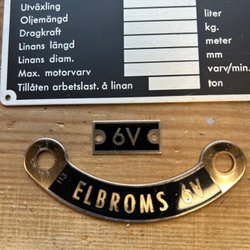 Utväxling
Oljemängd liter
Dragkraft kg.
Linans längd meter
Linans diam. mm
Max. motorvarv varv/min.
Tillåten arbetslast. å linan ton
6V
ELBROMS 6V